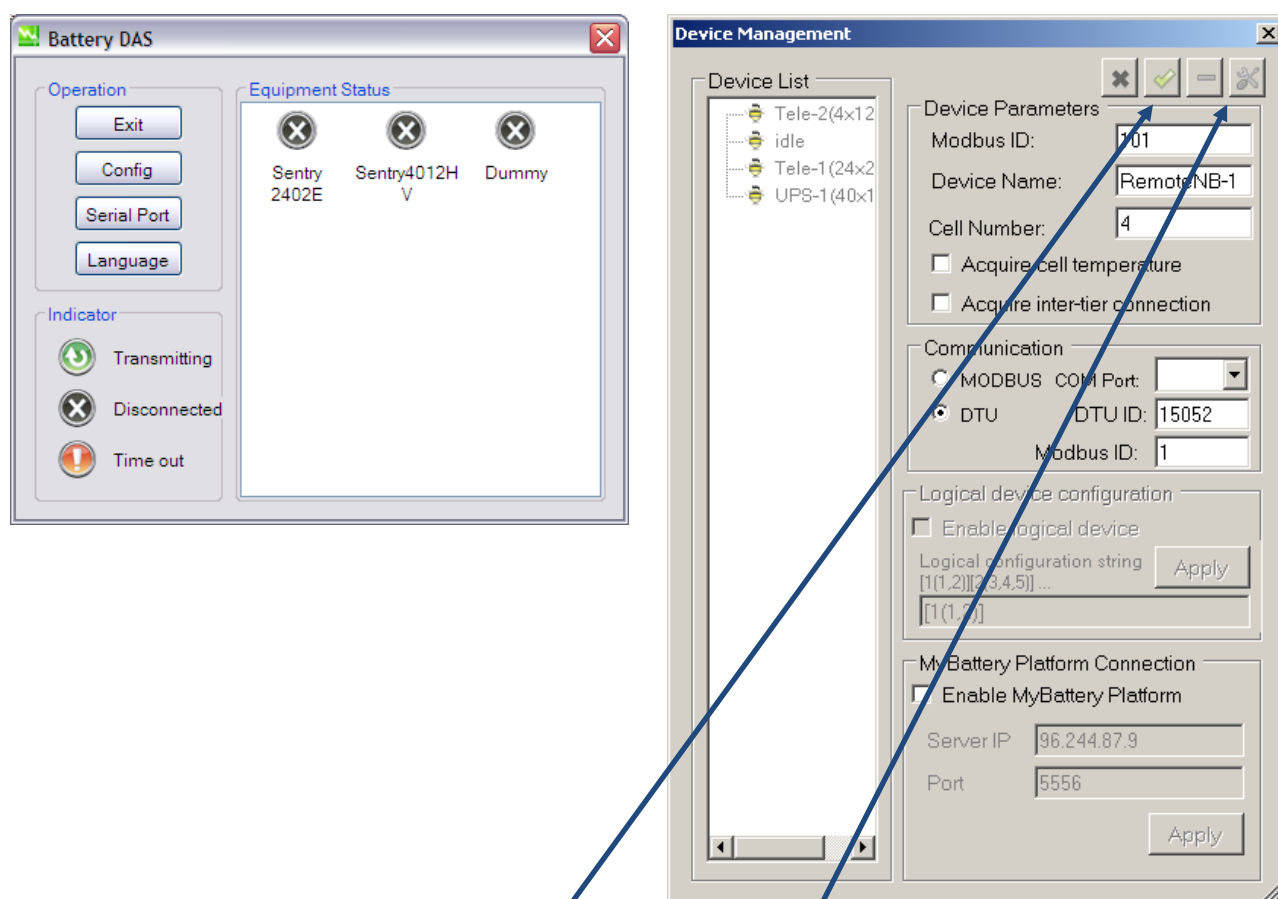 Battery DAS
Operation
Exit
Config
Serial Port
Language
Indicator
Transmitting
Disconnected
Time out
Equipment Status
Sentry
2402E
Sentry4012H
V
Dummy
Device Management
Device List
Tele-2(4x12
idle
Tele-1(24x2
UPS-1(40x1
Device Parameters
Modbus ID: 101
Device Name: RemoteNB-1
Cell Number: 4
Acquire cell temperature
Acquire inter-tier connection
Communication
MODBUS COM Port:
DTU DTU ID: 15052
Modbus ID: 1
Logical device configuration
Enable logical device
Logical configuration string
[1(1,2)][2(3,4,5)] ...
Apply
[1(1,2)]
MyBattery Platform Connection
Enable MyBattery Platform
Server IP 96.244.87.9
Port 5556
Apply